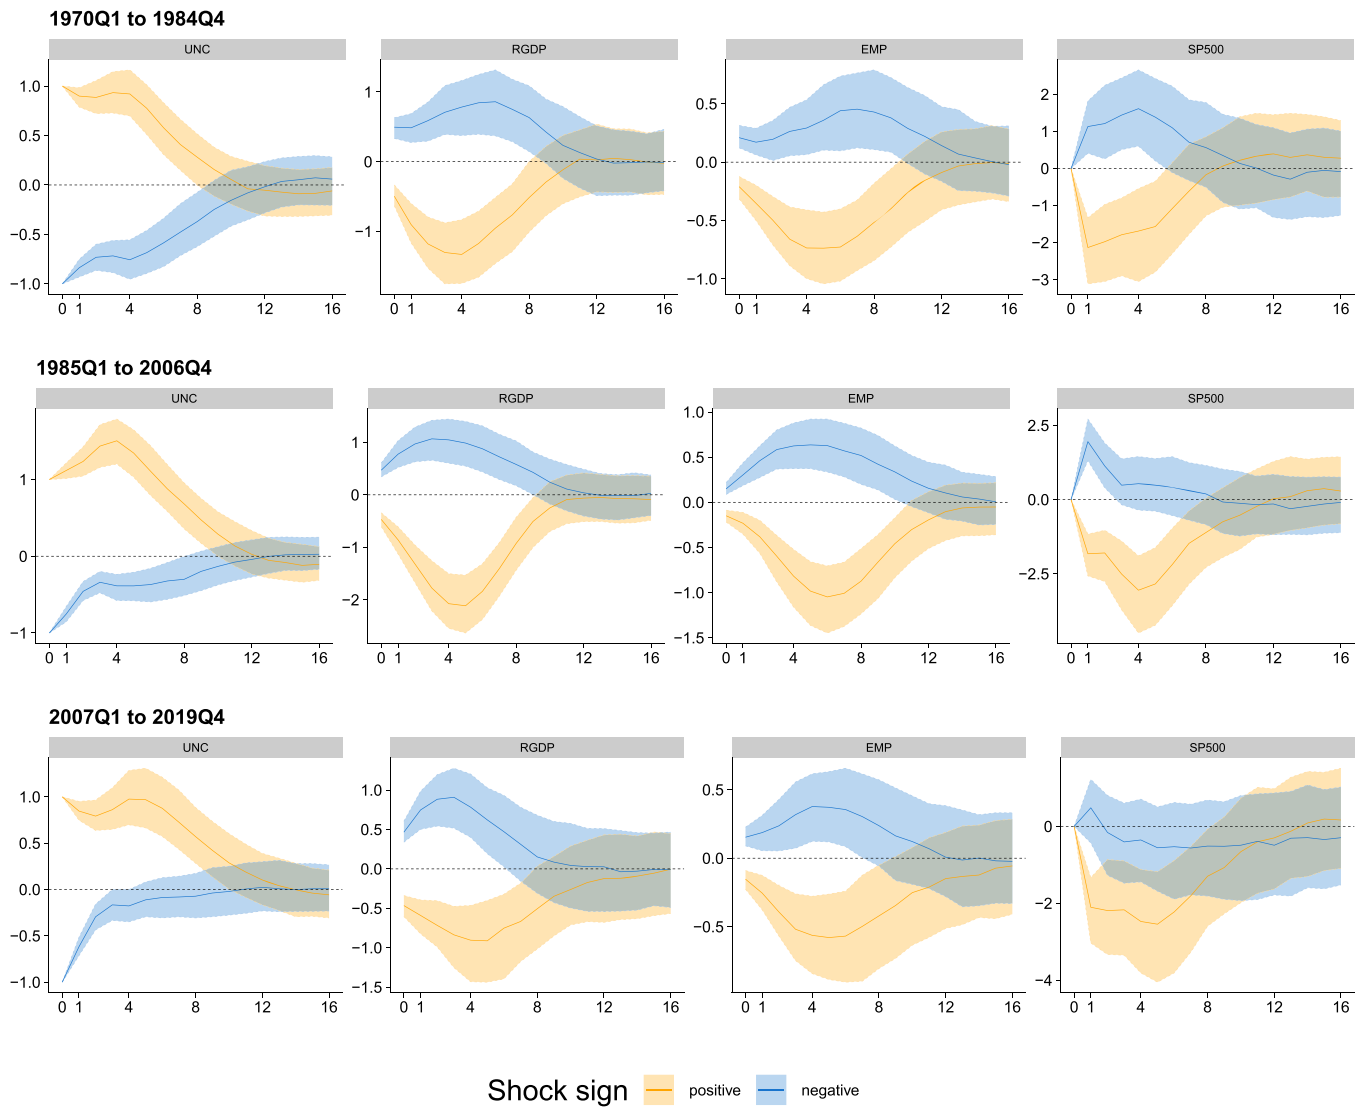 1970Q1 to 1984Q4
UNC RGDP EMP SP500
1.0 0.5 0.0 −0.5 −1.0
1 0 −1
0.5 0.0 −0.5 −1.0
2 1 0 −1 −2 −3
0 1 4 8 12 16 0 1 4 8 12 16 0 1 4 8 12 16 0 1 4 8 12 16
1985Q1 to 2006Q4
UNC RGDP EMP SP500
1 0 −1
1 0 −1 −2
1.0 0.5 0.0 −0.5 −1.0 −1.5
2.5 0.0 −2.5
0 1 4 8 12 16 0 1 4 8 12 16 0 1 4 8 12 16 0 1 4 8 12 16
2007Q1 to 2019Q4
UNC RGDP EMP SP500
1.0 0.5 0.0 −0.5 −1.0
1.0 0.5 0.0 −0.5 −1.0 −1.5
0.5 0.0 −0.5
0 −2 −4
0 1 4 8 12 16 0 1 4 8 12 16 0 1 4 8 12 16 0 1 4 8 12 16
Shock sign positive negative